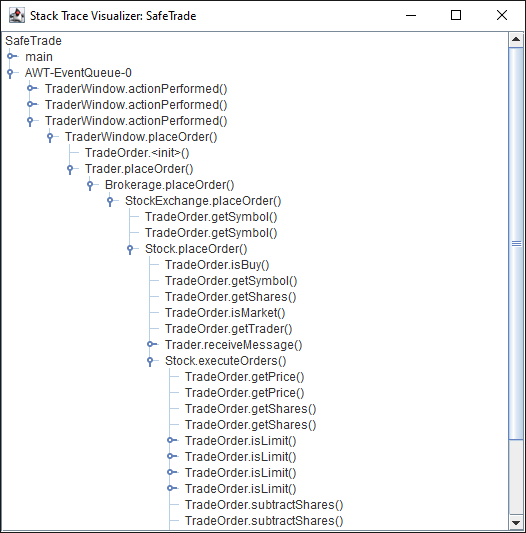 Stack Trace Visualizer: SafeTrade
SafeTrade
main
AWT-EventQueue-0
TraderWindow.actionPerformed()
TraderWindow.actionPerformed()
TraderWindow.actionPerformed()
TraderWindow.placeOrder()
TradeOrder.<init>()
Trader.placeOrder()
Brokerage.placeOrder()
StockExchange.placeOrder()
TradeOrder.getSymbol()
TradeOrder.getSymbol()
Stock.placeOrder()
TradeOrder.isBuy()
TradeOrder.getSymbol()
TradeOrder.getShares()
TradeOrder.isMarket()
TradeOrder.getTrader()
Trader.receiveMessage()
Stock.executeOrders()
TradeOrder.getPrice()
TradeOrder.getPrice()
TradeOrder.getShares()
TradeOrder.getShares()
TradeOrder.isLimit()
TradeOrder.isLimit()
TradeOrder.isLimit()
TradeOrder.isLimit()
TradeOrder.subtractShares()
TradeOrder.subtractShares()